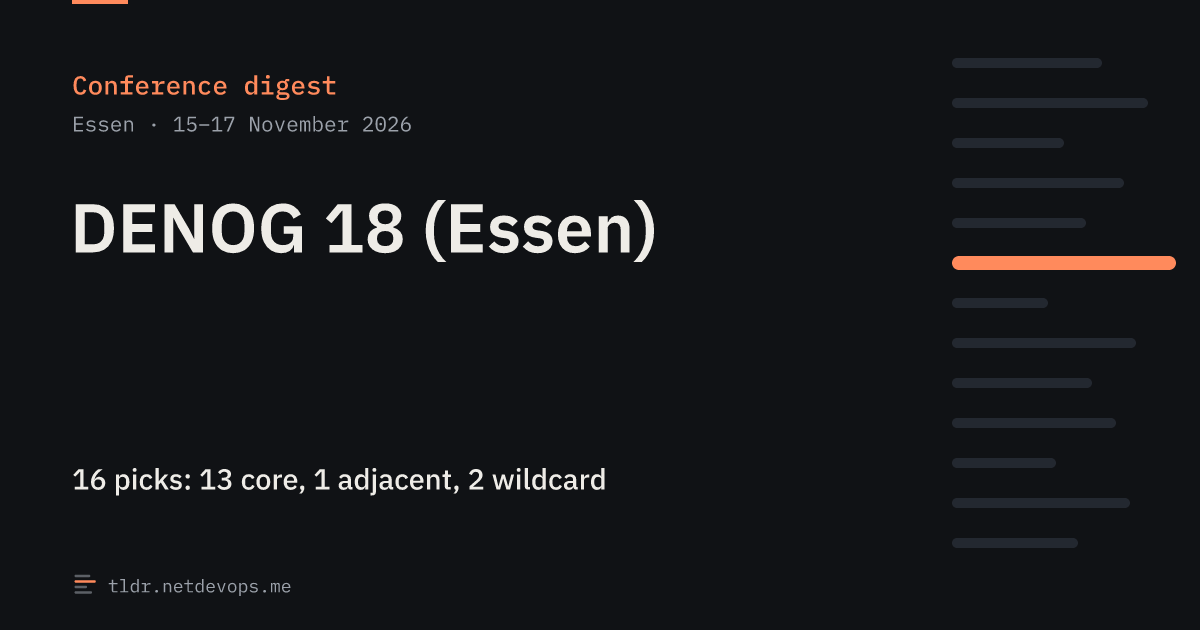 Conference digest
Essen · 15–17 November 2026
DENOG 18 (Essen)
16 picks: 13 core, 1 adjacent, 2 wildcard
tldr.netdevops.me